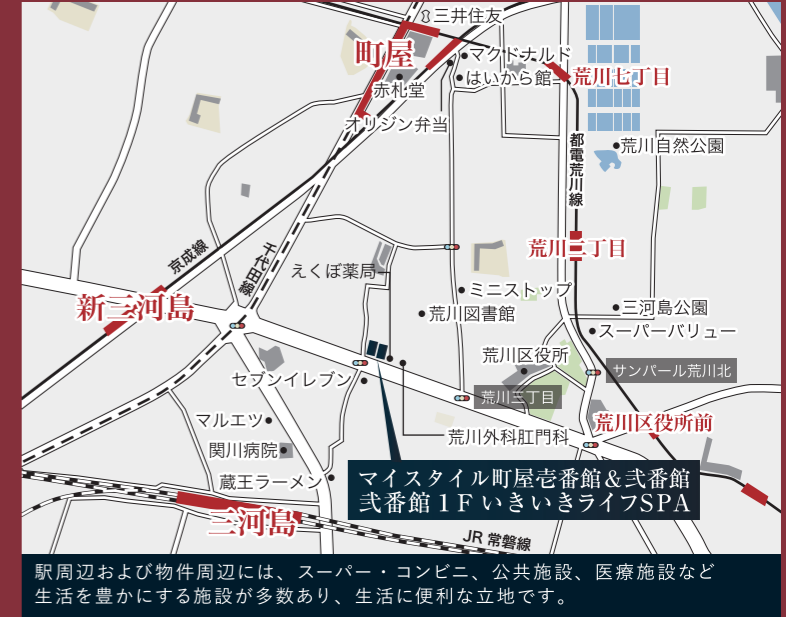 三井住友
町屋
マクドナルド
はいから館
荒川七丁目
赤札堂
オリジン弁当
都電荒川線
荒川自然公園
京成線
千代田線
えくぼ薬局
荒川二丁目
ミニストップ
新三河島
荒川図書館
三河島公園
スーパーバリュー
荒川区役所
サンパール荒川北
セブンイレブン
荒川三丁目
マルエツ
荒川区役所前
関川病院
荒川外科肛門科
蔵王ラーメン
マイスタイル町屋壱番館＆弐番館
弐番館１Ｆ いきいきライフSPA
三河島
JR 常磐線
駅周辺および物件周辺には、スーパー・コンビニ、公共施設、医療施設など
生活を豊かにする施設が多数あり、生活に便利な立地です。